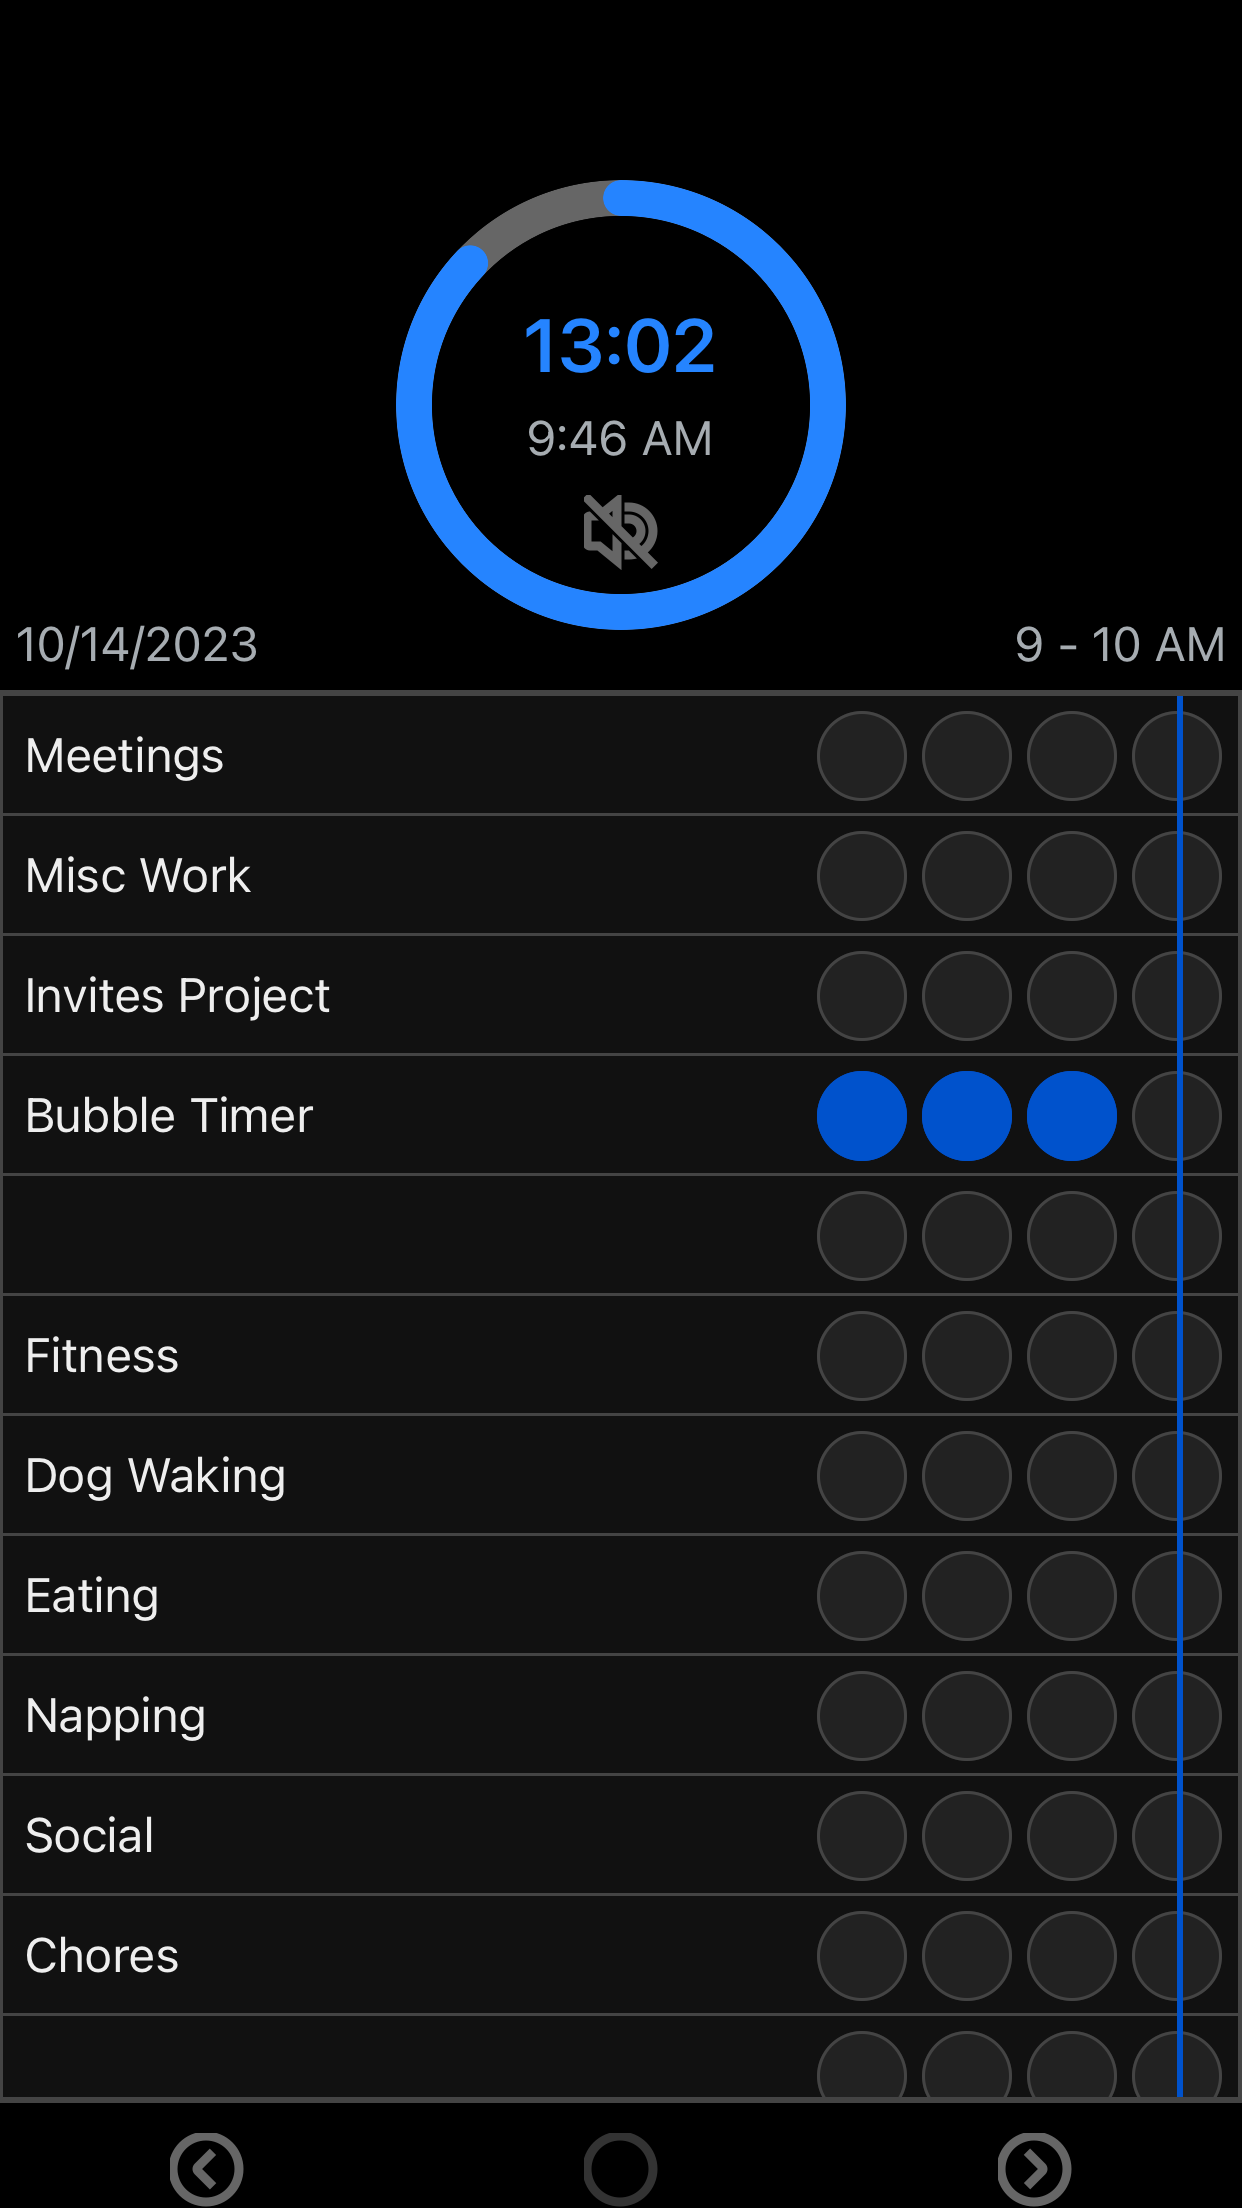 13:02
9:46 AM
10/14/2023
9 - 10 AM
Meetings
Misc Work
Invites Project
Bubble Timer
Fitness
Dog Waking
Eating
Napping
Social
Chores